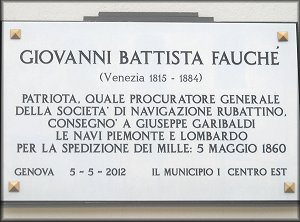 GIOVANNI BATTISTA FAUCHÉ
(Venezia 1815 - 1884)
PATRIOTA, QUALE PROCURATORE GENERALE
DELLA SOCIETA' DI NAVIGAZIONE RUBATTINO,
CONSEGNO' A GIUSEPPE GARIBALDI
LE NAVI PIEMONTE E LOMBARDO
PER LA SPEDIZIONE DEI MILLE: 5 MAGGIO 1860
GENOVA 5 - 5 - 2012 IL MUNICIPIO I CENTRO EST